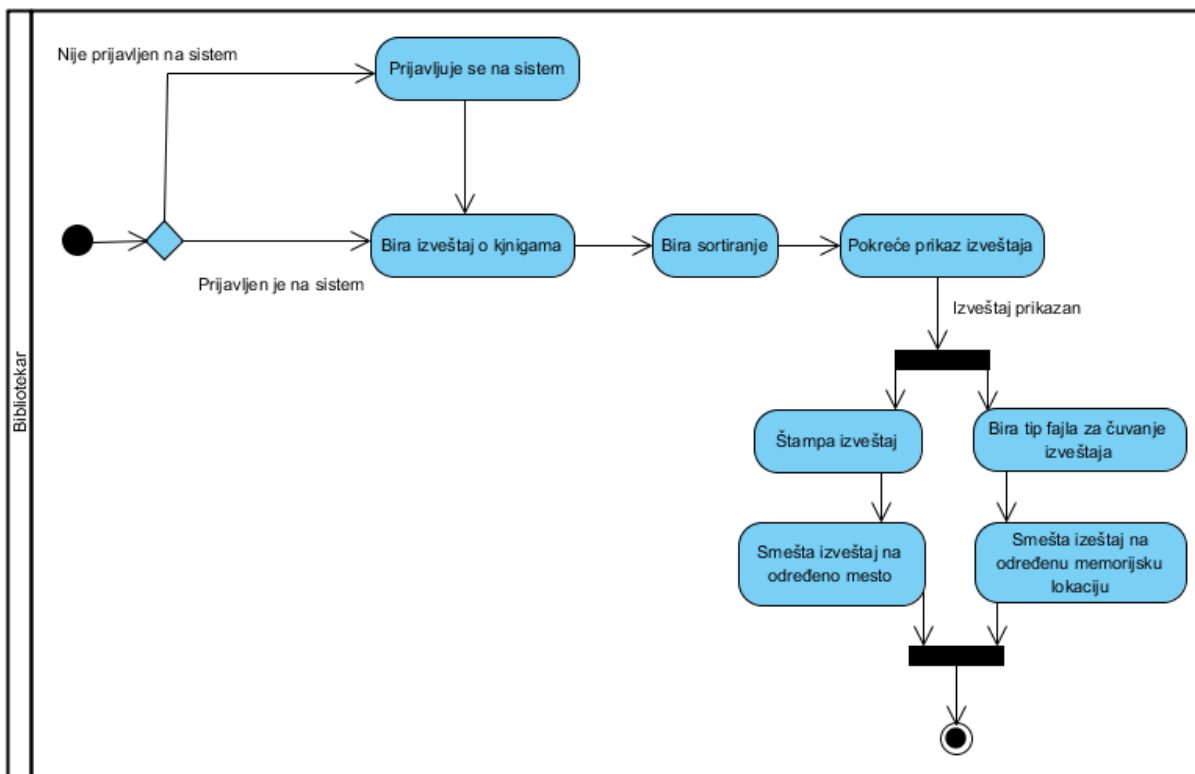 Bibliotekar
Nije prijavljen na sistem
Prijavljuje se na sistem
Bira izveštaj o kjnigama
Bira sortiranje
Pokreće prikaz izveštaja
Prijavljen je na sistem
Izveštaj prikazan
Štampa izveštaj
Bira tip fajla za čuvanje
izveštaja
Smešta izveštaj na
određeno mesto
Smešta izeštaj na
određenu memorijsku
lokaciju